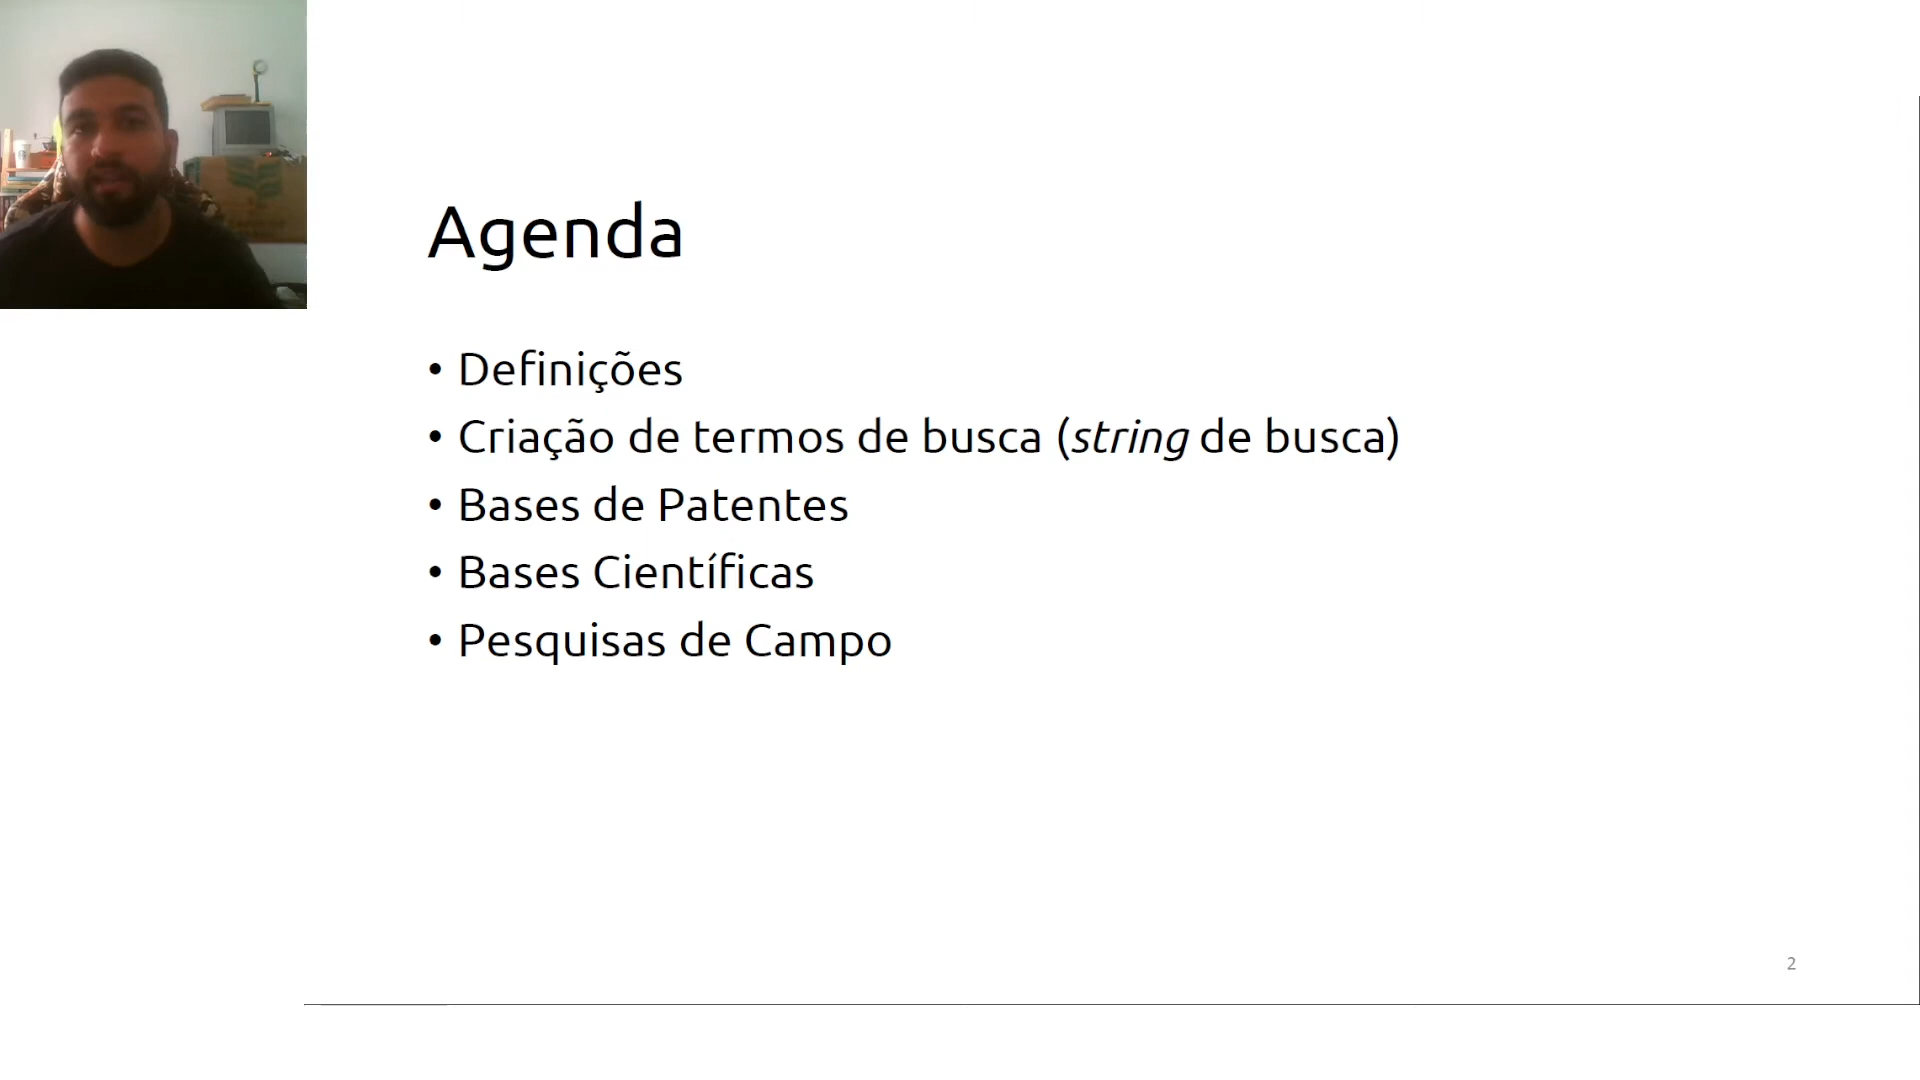 Agenda
• Definições
• Criação de termos de busca (string de busca)
• Bases de Patentes
• Bases Científicas
• Pesquisas de Campo
2